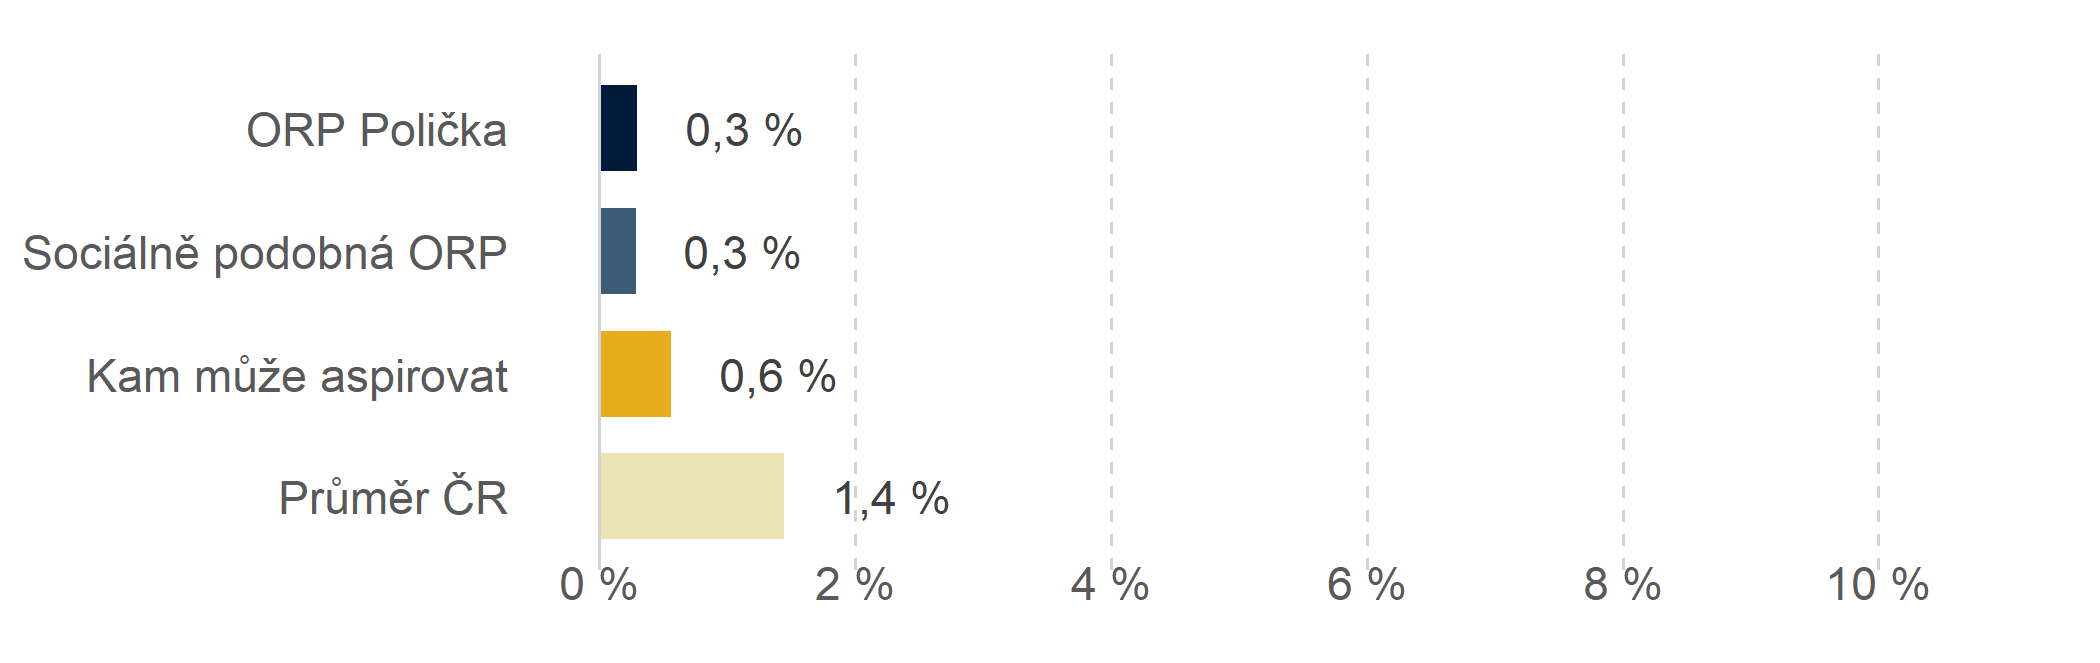 ORP Polička 0,3 %
Sociálně podobná ORP 0,3 %
Kam může aspirovat 0,6 %
Průměr ČR 1,4 %
0 % 2 % 4 % 6 % 8 % 10 %